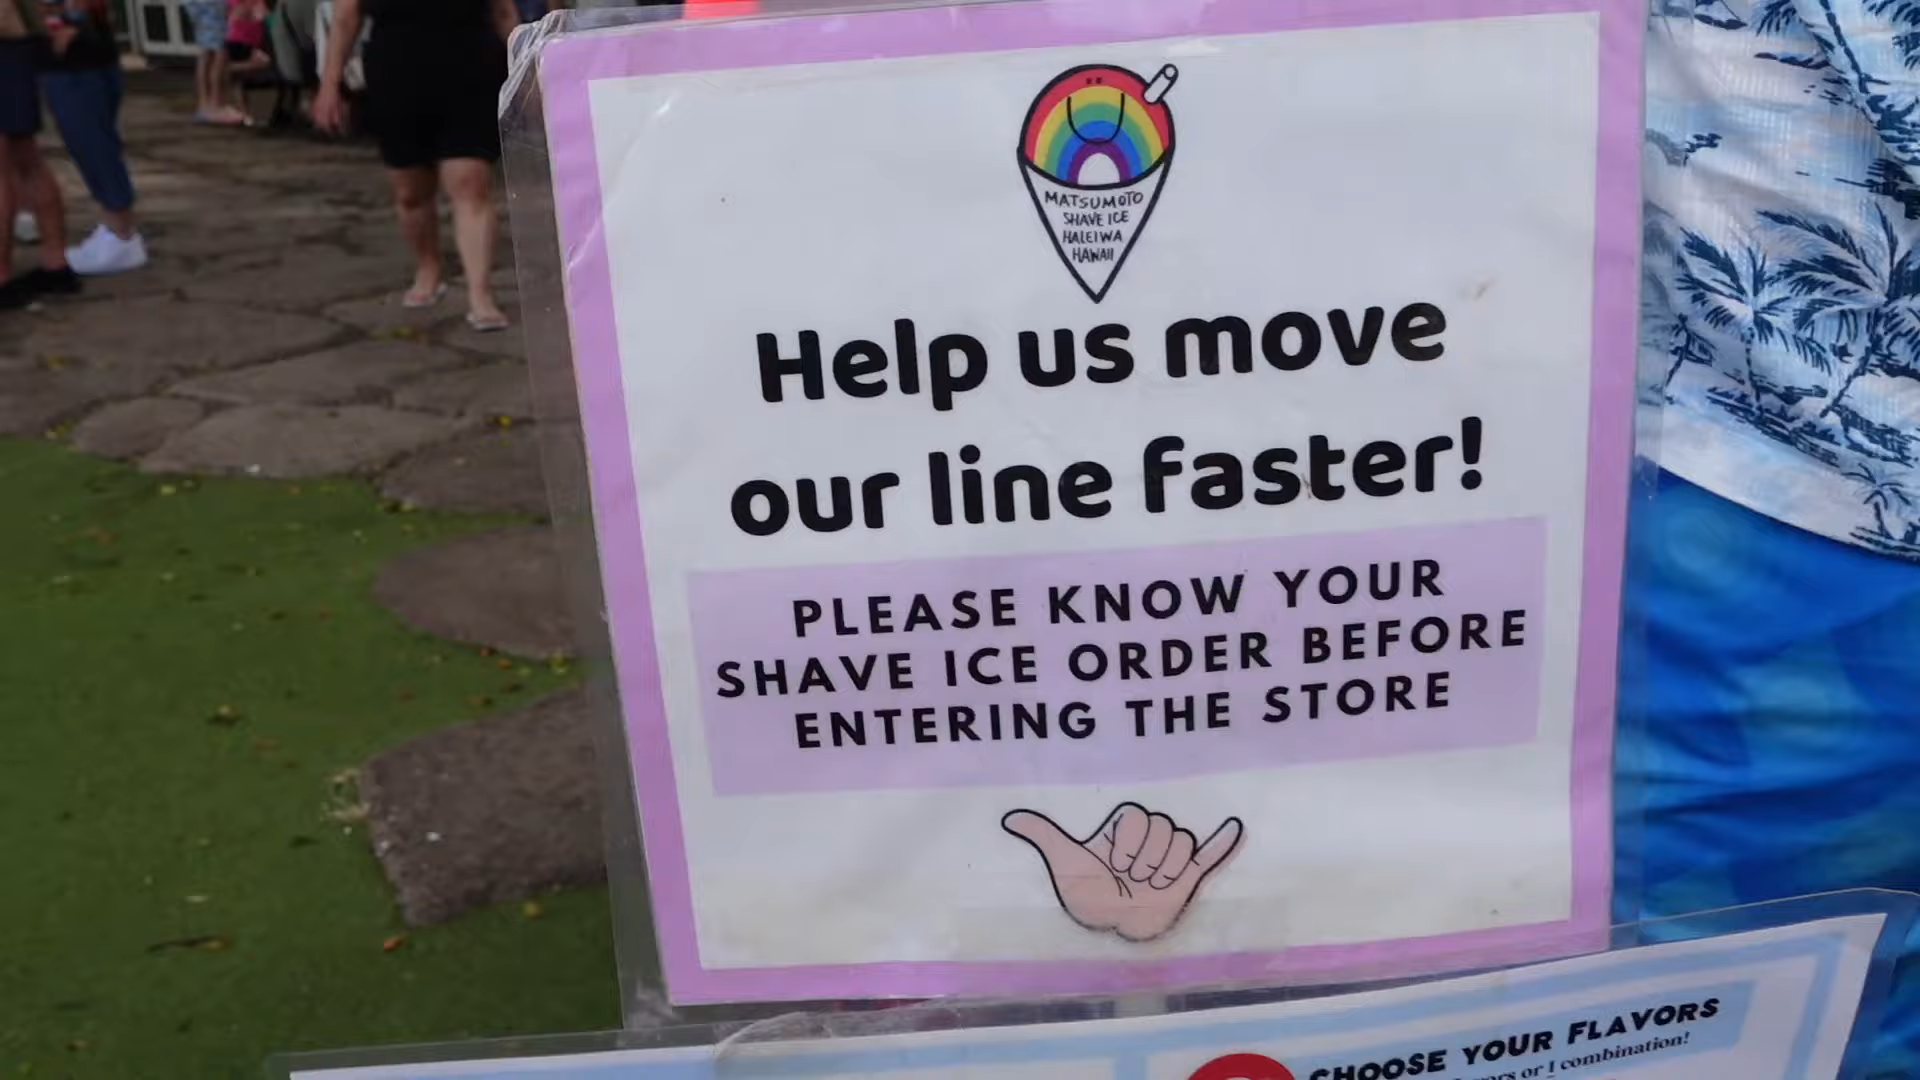 MATSUMOTO
SHAVE ICE
HALEIWA
HAWAII
Help us move
our line faster!
PLEASE KNOW YOUR
SHAVE ICE ORDER BEFORE
ENTERING THE STORE
CHOOSE YOUR FLAVORS
or 1 combination!